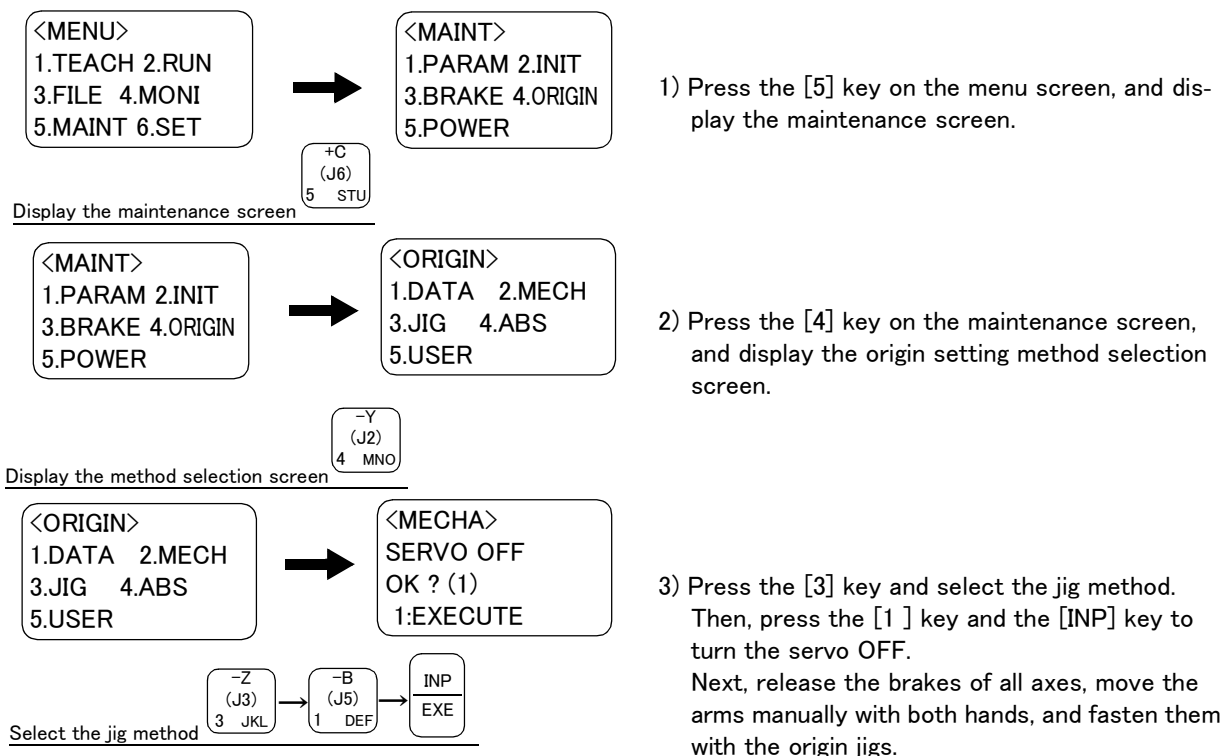 <MENU>
1.TEACH 2.RUN
3.FILE 4.MONI
5.MAINT 6.SET
<MAINT>
1.PARAM 2.INIT
3.BRAKE 4.ORIGIN
5.POWER
+C
(J6)
5 STU
Display the maintenance screen
1) Press the [5] key on the menu screen, and dis-
play the maintenance screen.
<MAINT>
1.PARAM 2.INIT
3.BRAKE 4.ORIGIN
5.POWER
<ORIGIN>
1.DATA 2.MECH
3.JIG 4.ABS
5.USER
−Y
(J2)
4 MNO
Display the method selection screen
2) Press the [4] key on the maintenance screen,
and display the origin setting method selection
screen.
<ORIGIN>
1.DATA 2.MECH
3.JIG 4.ABS
5.USER
<MECHA>
SERVO OFF
OK ? (1)
1:EXECUTE
−Z
(J3)
3 JKL
→
−B
(J5)
1 DEF
→
INP
EXE
Select the jig method
3) Press the [3] key and select the jig method.
Then, press the [1 ] key and the [INP] key to
turn the servo OFF.
Next, release the brakes of all axes, move the
arms manually with both hands, and fasten them
with the origin jigs.